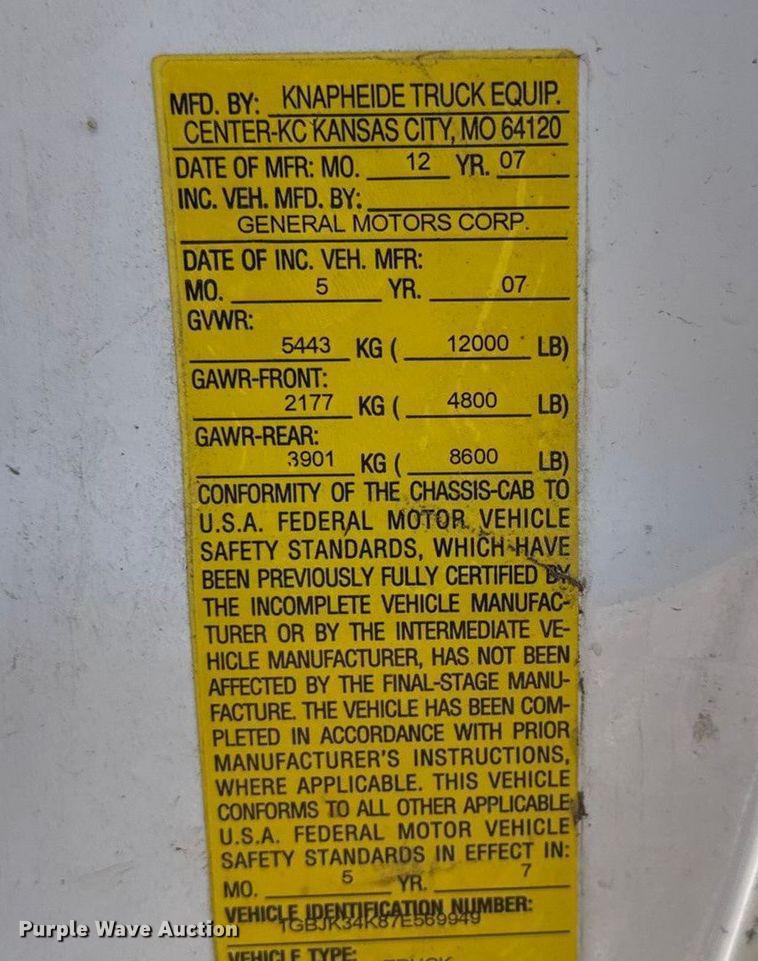 MFD. BY: KNAPHEIDE TRUCK EQUIP.
CENTER-KC KANSAS CITY, MO 64120
DATE OF MFR: MO. 12 YR. 07
INC. VEH. MFD. BY:
GENERAL MOTORS CORP.
DATE OF INC. VEH. MFR:
MO. 5 YR. 07
GVWR:
5443 KG ( 12000 LB)
GAWR-FRONT:
2177 KG ( 4800 LB)
GAWR-REAR:
3901 KG ( 8600 LB)
CONFORMITY OF THE CHASSIS-CAB TO
U.S.A. FEDERAL MOTOR VEHICLE
SAFETY STANDARDS, WHICH HAVE
BEEN PREVIOUSLY FULLY CERTIFIED BY
THE INCOMPLETE VEHICLE MANUFAC-
TURER OR BY THE INTERMEDIATE VE-
HICLE MANUFACTURER, HAS NOT BEEN
AFFECTED BY THE FINAL-STAGE MANU-
FACTURE. THE VEHICLE HAS BEEN COM-
PLETED IN ACCORDANCE WITH PRIOR
MANUFACTURER'S INSTRUCTIONS,
WHERE APPLICABLE. THIS VEHICLE
CONFORMS TO ALL OTHER APPLICABLE
U.S.A. FEDERAL MOTOR VEHICLE
SAFETY STANDARDS IN EFFECT IN:
MO. 5 YR. 7
VEHICLE IDENTIFICATION NUMBER:
1GBJK34K87E569949
VEHICLE TYPE:
TRUCK
Purple Wave Auction